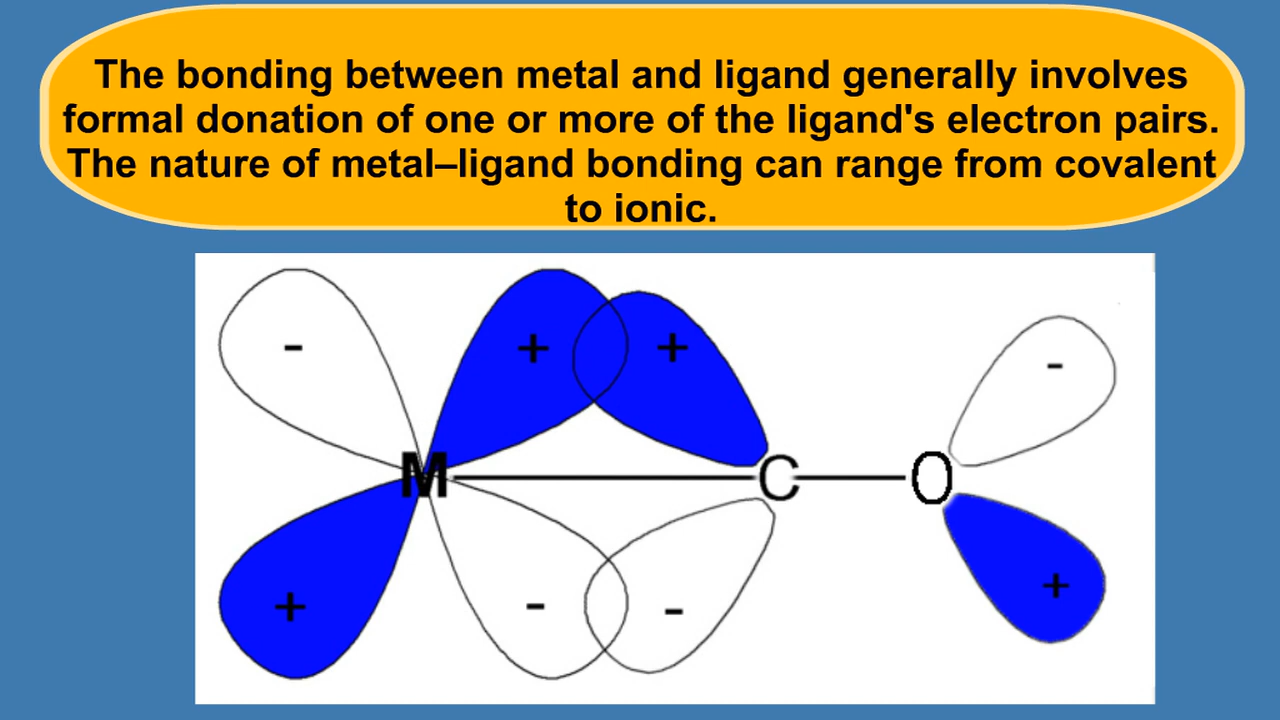 The bonding between metal and ligand generally involves
formal donation of one or more of the ligand's electron pairs.
The nature of metal–ligand bonding can range from covalent
to ionic.
- + + -
M C O
+ - - +